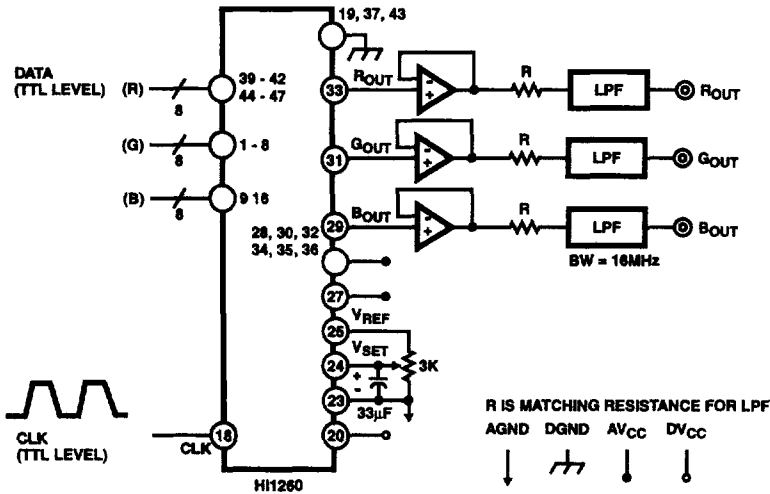 19, 37, 43
DATA
(TTL LEVEL)
(R)
8
39 - 42
44 - 47
33
ROUT
R
LPF
ROUT
(G)
8
1 - 8
31
GOUT
R
LPF
GOUT
(B)
8
9 16
29
BOUT
R
LPF
BOUT
BW = 16MHz
28, 30, 32
34, 35, 36
27
VREF
25
VSET
24
3K
+
-
23
33µF
20
CLK
(TTL LEVEL)
18
CLK
HI1260
R IS MATCHING RESISTANCE FOR LPF
AGND DGND AVCC DVCC